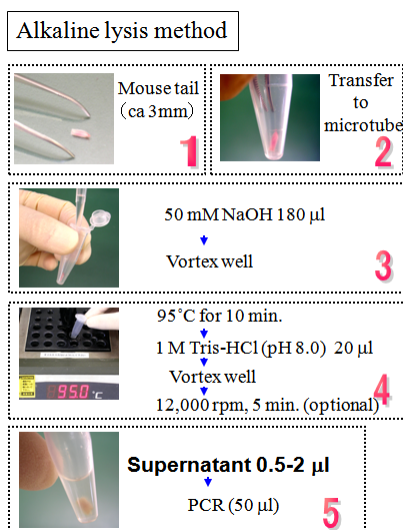 Alkaline lysis method
Mouse tail
(ca 3mm)
1
Transfer
to
microtube
2
50 mM NaOH 180 μl
Vortex well
3
95°C for 10 min.
1 M Tris-HCl (pH 8.0) 20 μl
Vortex well
12,000 rpm, 5 min. (optional)
4
95.0 °C
Supernatant 0.5-2 μl
PCR (50 μl)
5